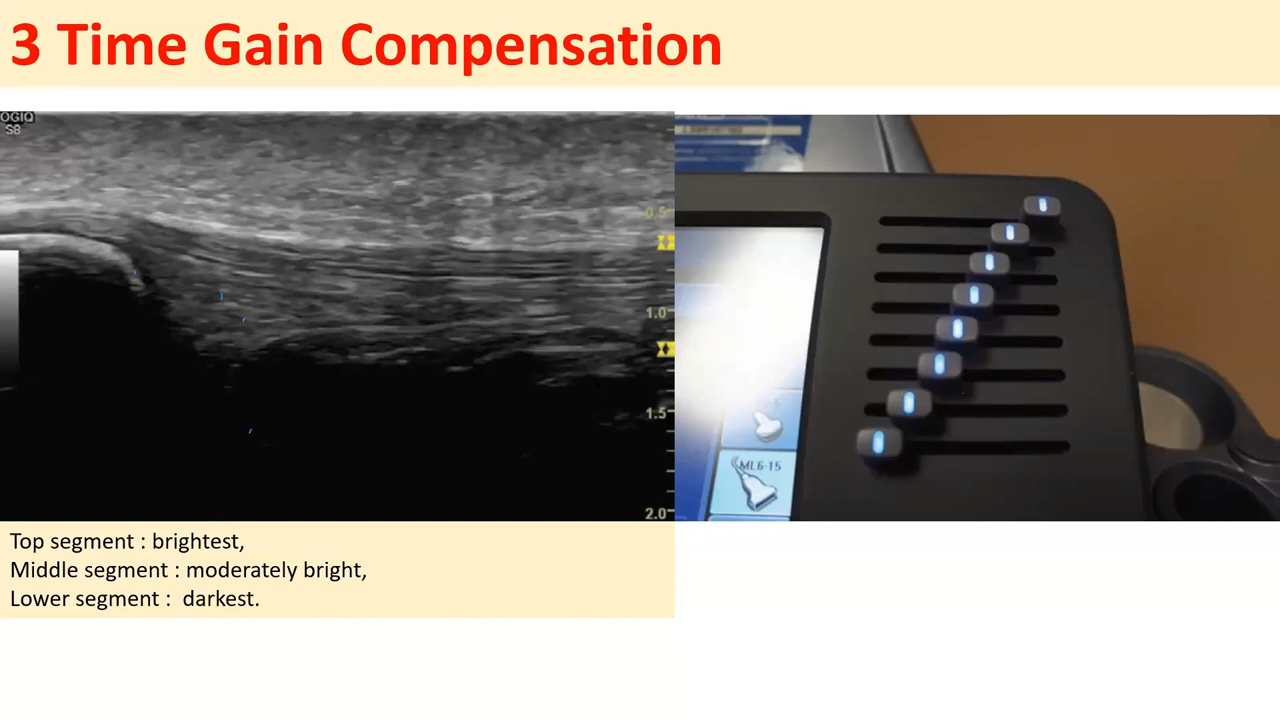 3 Time Gain Compensation
OGIQ
S8
0.5
1.0
1.5
2.0
ML6-15
Top segment : brightest,
Middle segment : moderately bright,
Lower segment :  darkest.